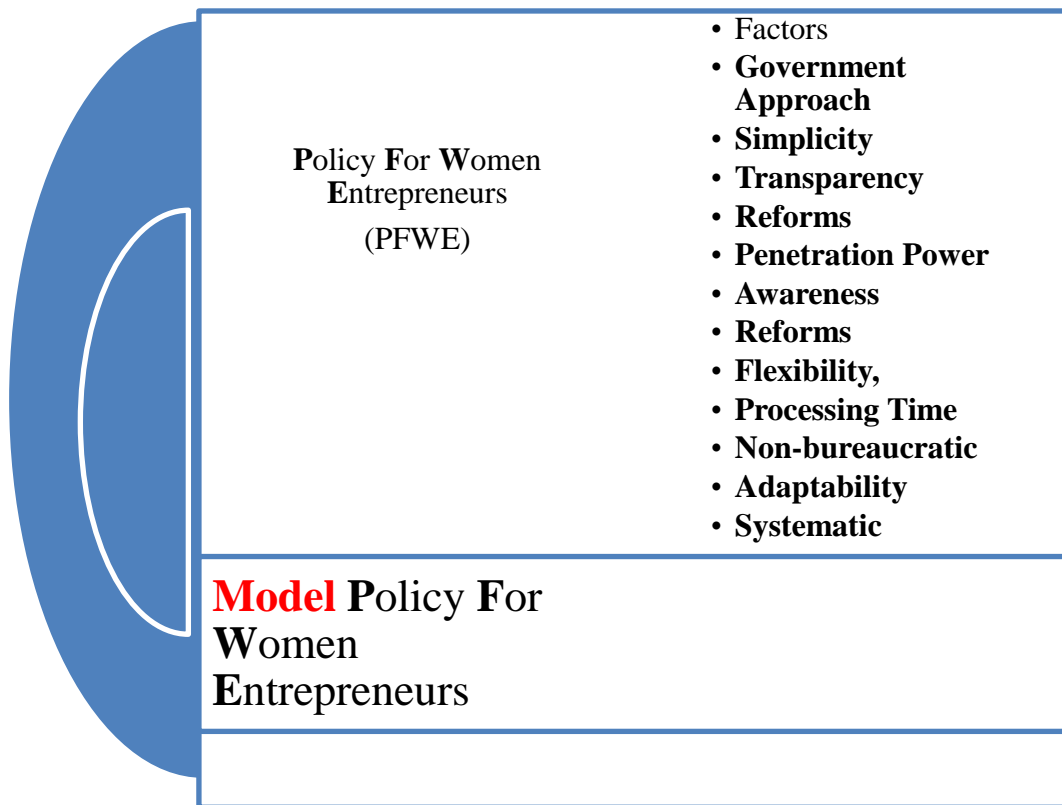 Policy For Women
Entrepreneurs
(PFWE)
• Factors
• Government
Approach
• Simplicity
• Transparency
• Reforms
• Penetration Power
• Awareness
• Reforms
• Flexibility,
• Processing Time
• Non-bureaucratic
• Adaptability
• Systematic
Model Policy For
Women
Entrepreneurs